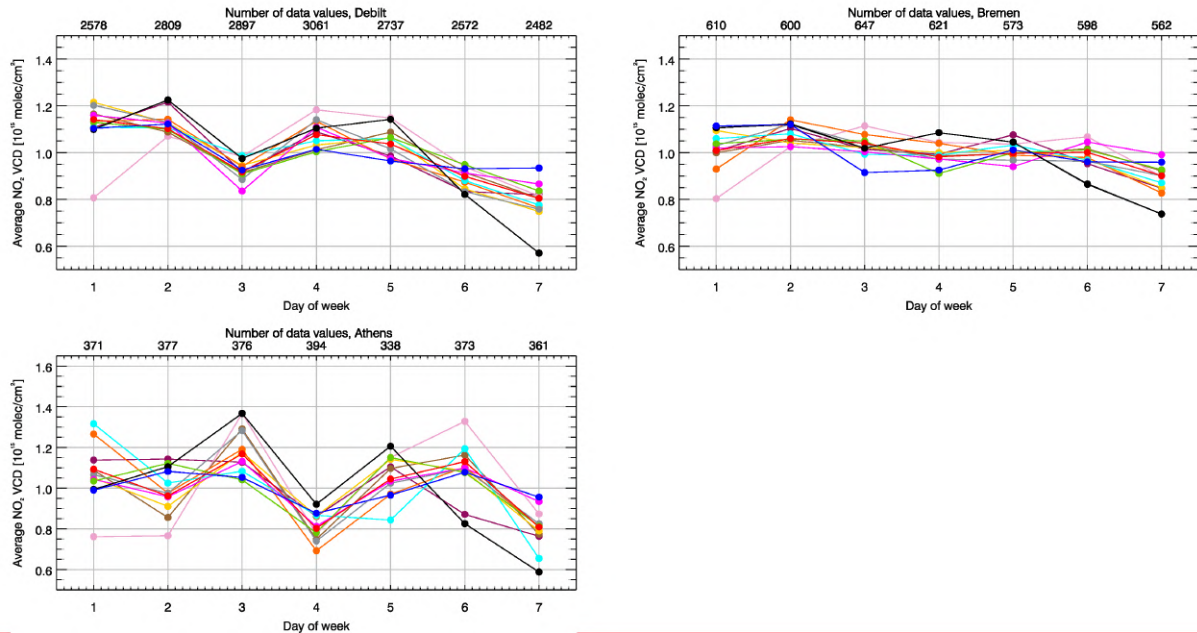 Number of data values, Debilt
2578 2809 2897 3061 2737 2572 2482
Average NO₂ VCD [10¹⁵ molec/cm²]
1.4
1.2
1.0
0.8
0.6
1 2 3 4 5 6 7
Day of week
Number of data values, Bremen
610 600 647 621 573 598 562
Average NO₂ VCD [10¹⁵ molec/cm²]
1.4
1.2
1.0
0.8
0.6
1 2 3 4 5 6 7
Day of week
Number of data values, Athens
371 377 376 394 338 373 361
Average NO₂ VCD [10¹⁵ molec/cm²]
1.6
1.4
1.2
1.0
0.8
0.6
1 2 3 4 5 6 7
Day of week